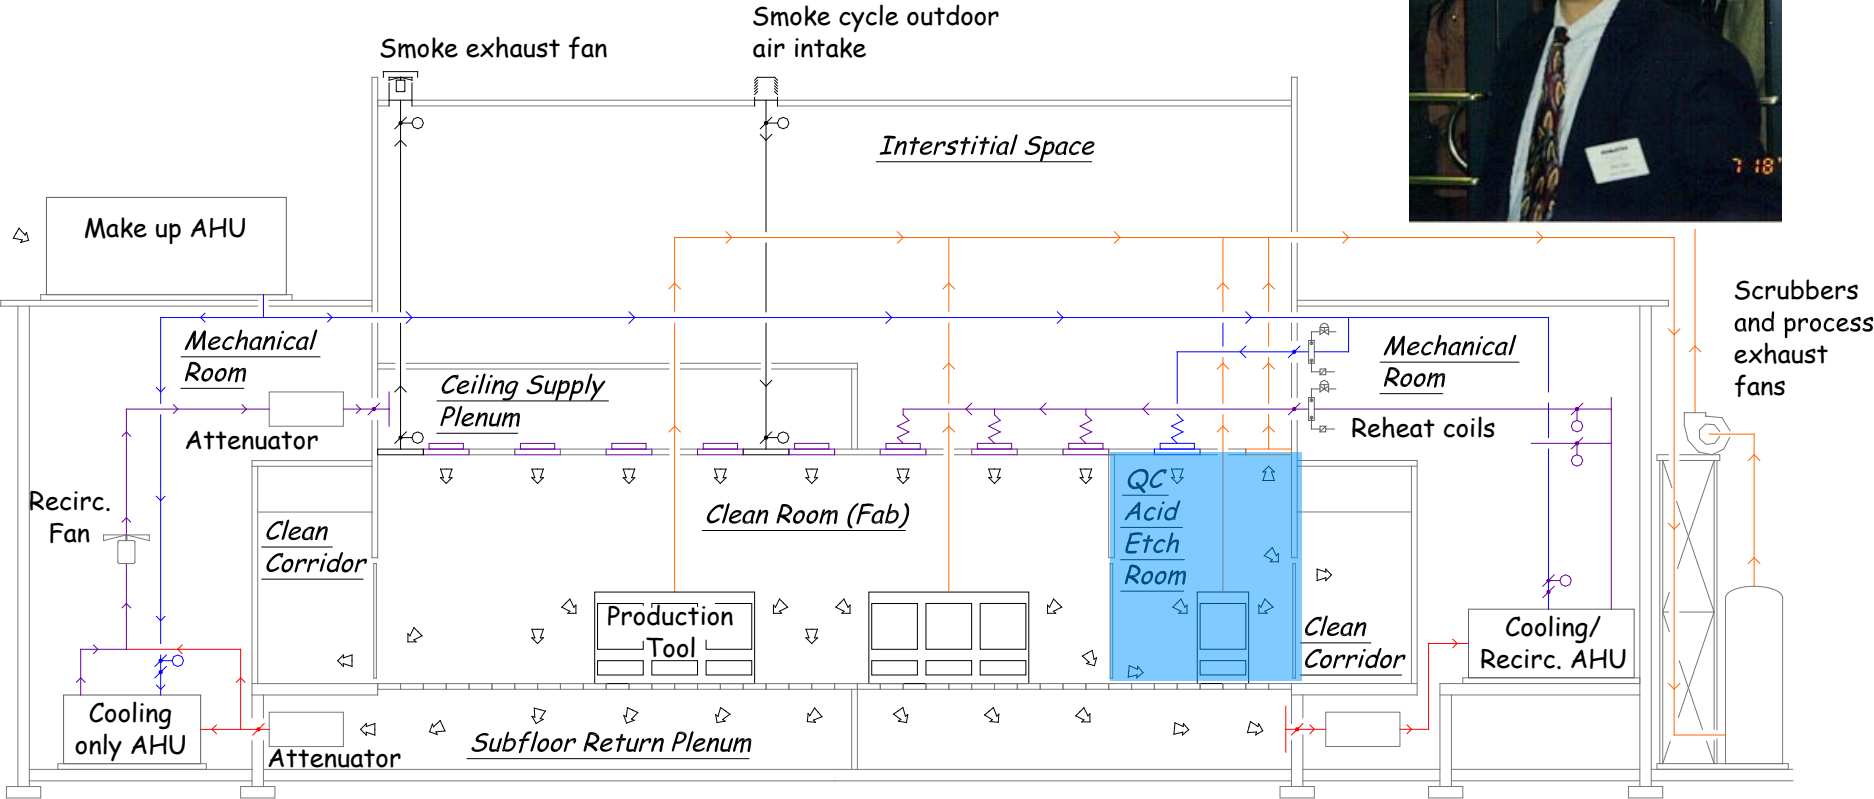 Smoke cycle outdoor
air intake
Smoke exhaust fan
Interstitial Space
7 18'
Make up AHU
Scrubbers
and process
exhaust
fans
Mechanical
Room
Mechanical
Room
Ceiling Supply
Plenum
Attenuator
Reheat coils
Recirc.
Fan
Clean
Corridor
Clean Room (Fab)
QC
Acid
Etch
Room
Production
Tool
Clean
Corridor
Cooling/
Recirc. AHU
Cooling
only AHU
Attenuator
Subfloor Return Plenum